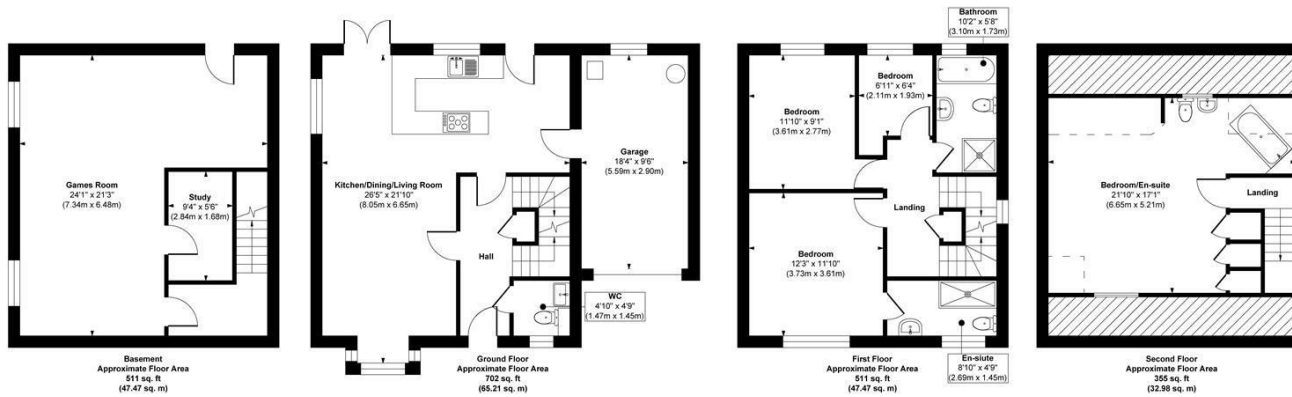 Games Room
24'1" x 21'3"
(7.34m x 6.48m)
Study
9'4" x 5'6"
(2.84m x 1.68m)
Basement
Approximate Floor Area
511 sq. ft
(47.47 sq. m)
Kitchen/Dining/Living Room
26'5" x 21'10"
(8.05m x 6.65m)
Garage
18'4" x 9'6"
(5.59m x 2.90m)
Hall
WC
4'10" x 4'9"
(1.47m x 1.45m)
Ground Floor
Approximate Floor Area
702 sq. ft
(65.21 sq. m)
Bathroom
10'2" x 5'8"
(3.10m x 1.73m)
Bedroom
6'11" x 6'4"
(2.11m x 1.93m)
Bedroom
11'10" x 9'1"
(3.61m x 2.77m)
Landing
Bedroom
12'3" x 11'10"
(3.73m x 3.61m)
En-siute
8'10" x 4'9"
(2.69m x 1.45m)
First Floor
Approximate Floor Area
511 sq. ft
(47.47 sq. m)
Bedroom/En-suite
21'10" x 17'1"
(6.65m x 5.21m)
Landing
Second Floor
Approximate Floor Area
355 sq. ft
(32.98 sq. m)